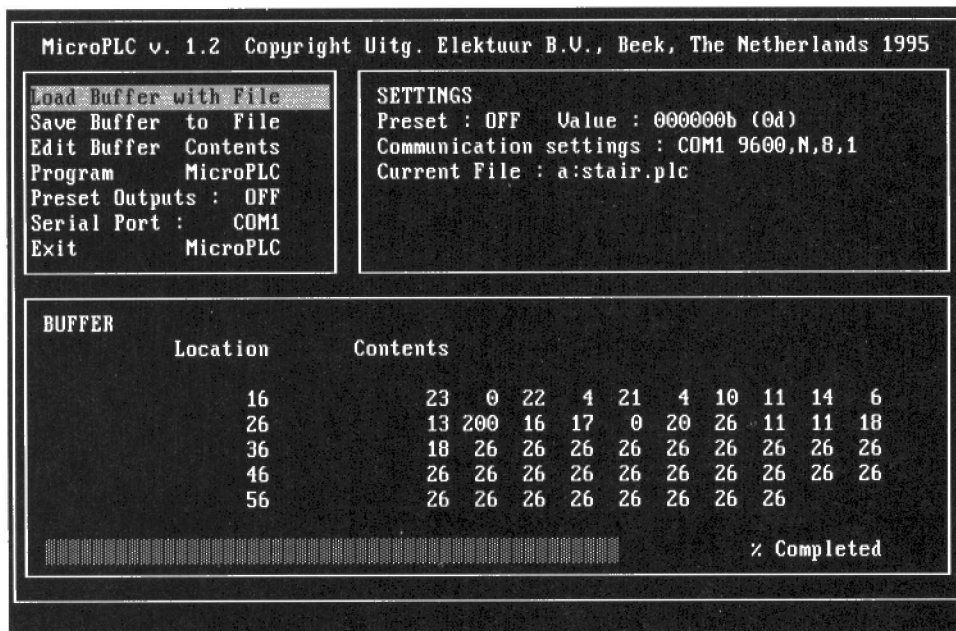 MicroPLC v. 1.2 Copyright Uitg. Elektuur B.V., Beek, The Netherlands 1995
Load Buffer with File
Save Buffer to File
Edit Buffer Contents
Program MicroPLC
Preset Outputs : OFF
Serial Port : COM1
Exit MicroPLC
SETTINGS
Preset : OFF Value : 000000b (0d)
Communication settings : COM1 9600,N,8,1
Current File : a:stair.plc
BUFFER
Location Contents
16 23 0 22 4 21 4 10 11 14 6
26 13 200 16 17 0 20 26 11 11 18
36 18 26 26 26 26 26 26 26 26 26
46 26 26 26 26 26 26 26 26 26 26
56 26 26 26 26 26 26 26 26
% Completed